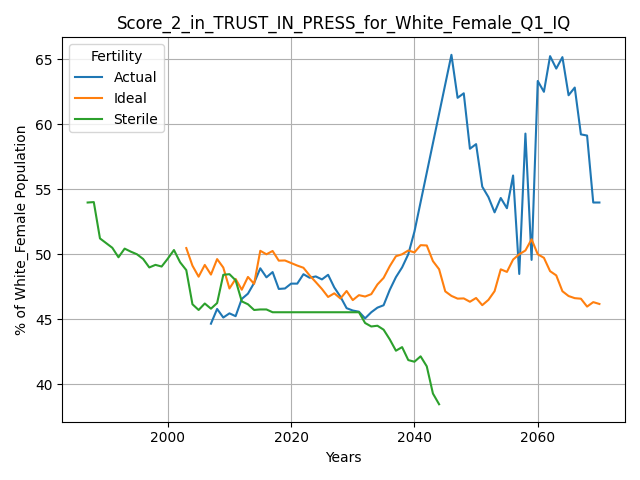 Score_2_in_TRUST_IN_PRESS_for_White_Female_Q1_IQ
Fertility
Actual
Ideal
Sterile
% of White_Female Population
65
60
55
50
45
40
2000
2020
2040
2060
Years